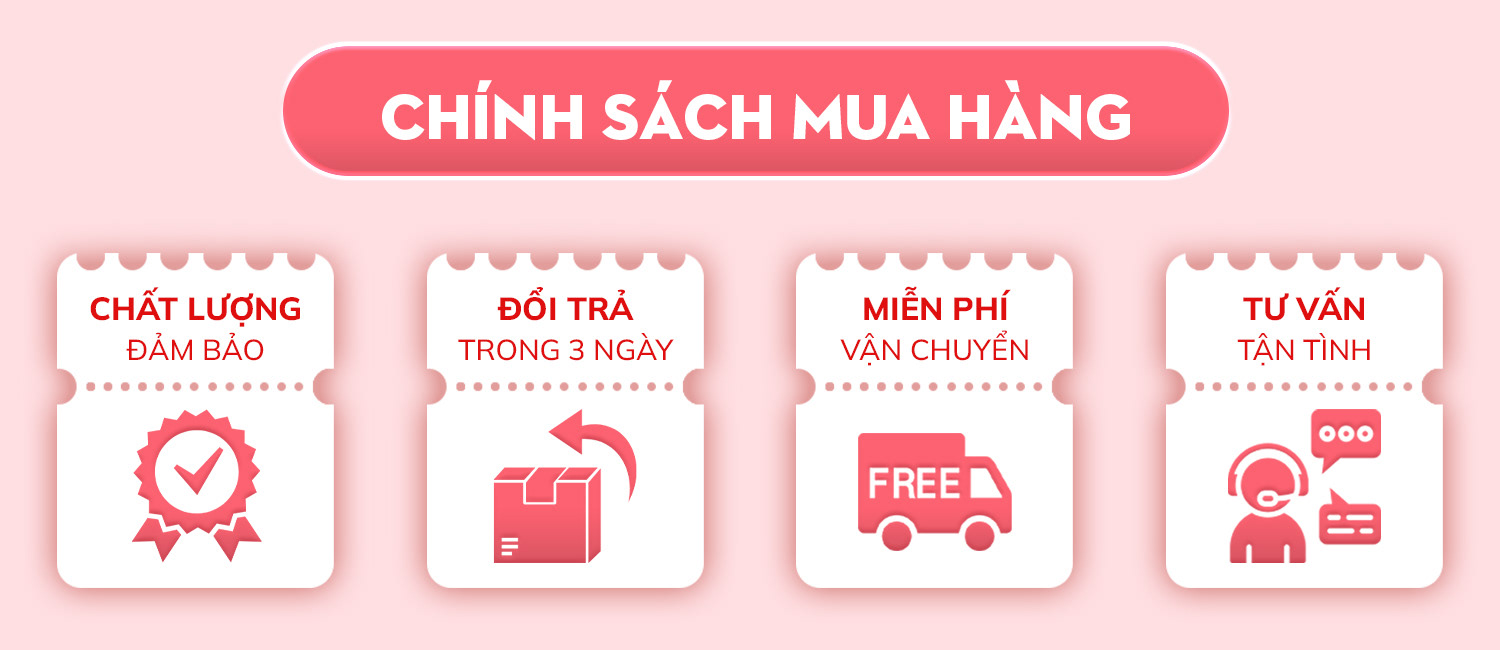 CHÍNH SÁCH MUA HÀNG
CHẤT LƯỢNG
ĐẢM BẢO
ĐỔI TRẢ
TRONG 3 NGÀY
MIỄN PHÍ
VẬN CHUYỂN
FREE
TƯ VẤN
TẬN TÌNH